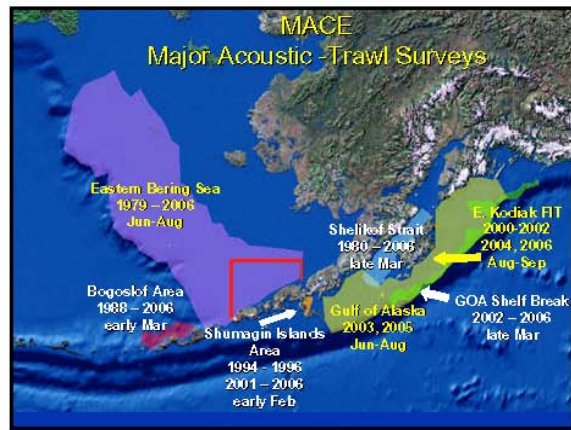 MACE
Major Acoustic -Trawl Surveys
Eastern Bering Sea
1979 – 2006
Jun-Aug
Shelikof Strait
1980 – 2006
late Mar
E. Kodiak FIT
2000-2002
2004, 2006
Aug-Sep
Bogoslof Area
1988 – 2006
early Mar
Shumagin Islands
Area
1994 - 1996
2001 – 2006
early Feb
Gulf of Alaska
2003, 2005
Jun-Aug
GOA Shelf Break
2002 – 2006
late Mar